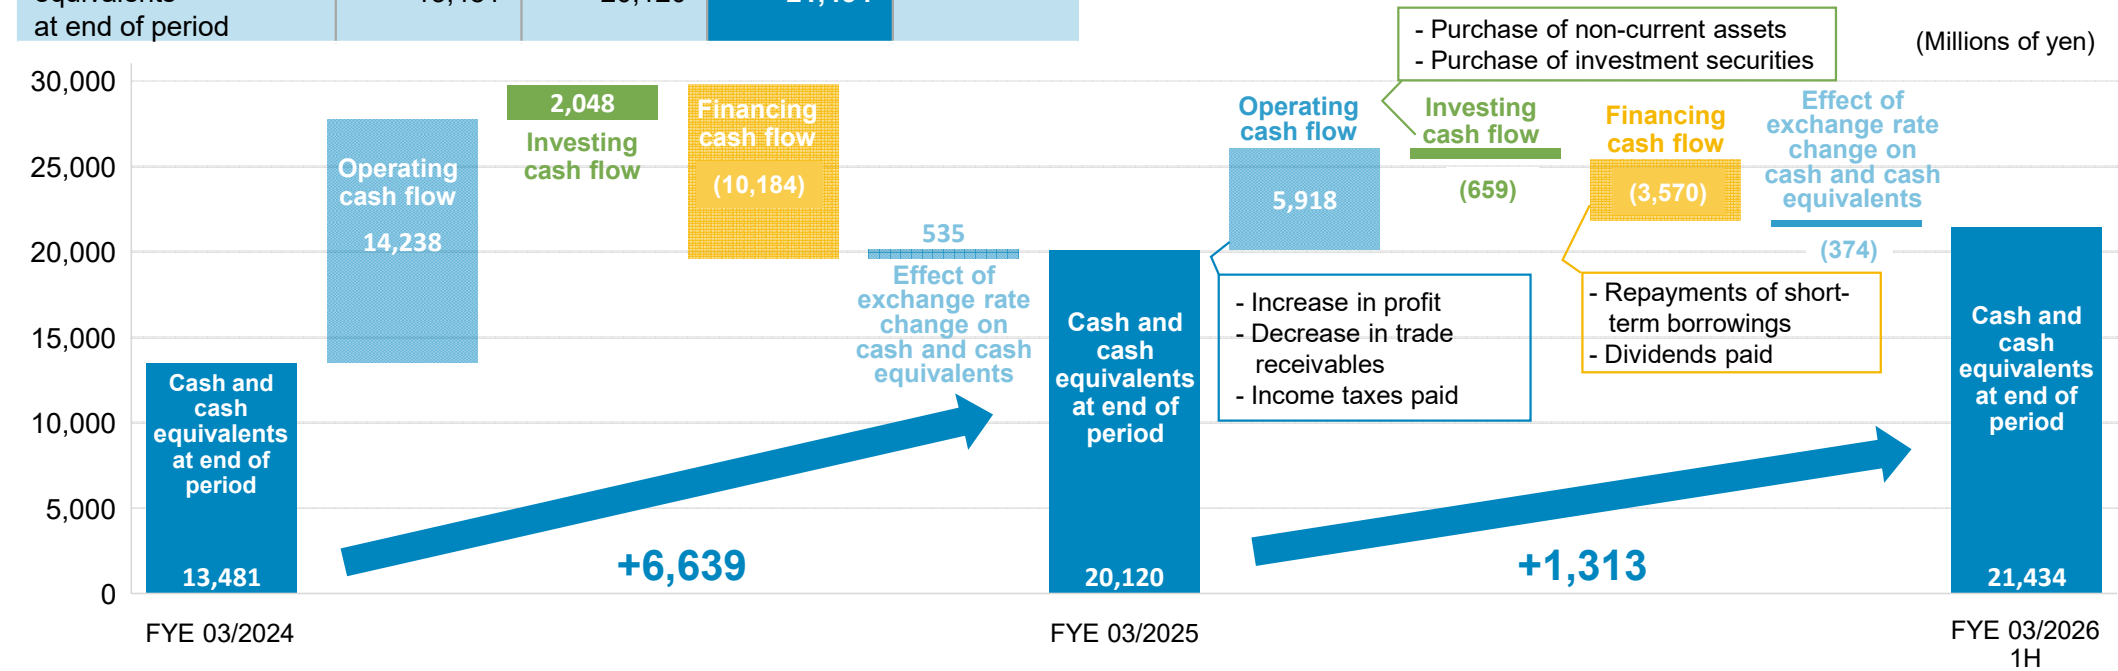 at end of period
(Millions of yen)
- Purchase of non-current assets
- Purchase of investment securities
30,000
25,000
20,000
15,000
10,000
5,000
0
Cash and
cash
equivalents
at end of
period
13,481
Operating
cash flow
14,238
2,048
Investing
cash flow
Financing
cash flow
(10,184)
535
Effect of
exchange rate
change on
cash and cash
equivalents
+6,639
Cash and
cash
equivalents
at end of
period
20,120
Operating
cash flow
5,918
- Increase in profit
- Decrease in trade
receivables
- Income taxes paid
Investing
cash flow
(659)
Financing
cash flow
(3,570)
- Repayments of short-
term borrowings
- Dividends paid
Effect of
exchange rate
change on
cash and cash
equivalents
(374)
+1,313
Cash and
cash
equivalents
at end of
period
21,434
FYE 03/2024
FYE 03/2025
FYE 03/2026
1H